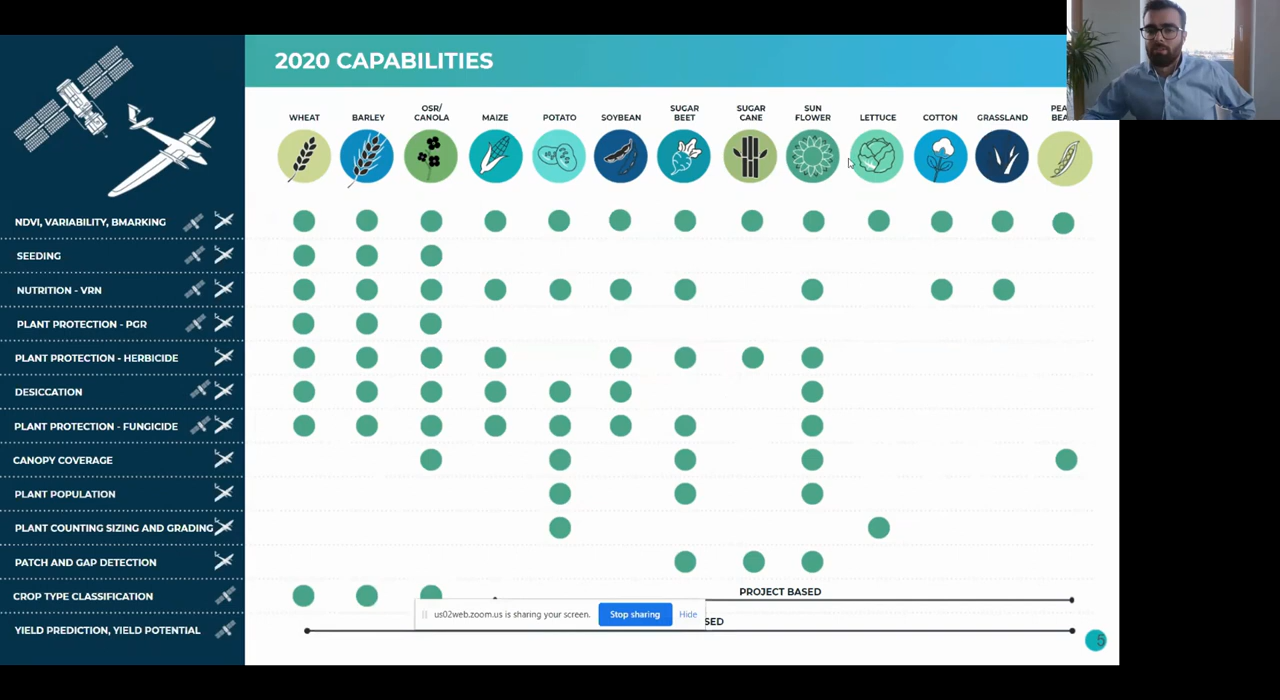 2020 CAPABILITIES
WHEAT
BARLEY
OSR/
CANOLA
MAIZE
POTATO
SOYBEAN
SUGAR
BEET
SUGAR
CANE
SUN
FLOWER
LETTUCE
COTTON
GRASSLAND
NDVI, VARIABILITY, BMARKING
SEEDING
NUTRITION - VRN
PLANT PROTECTION - PGR
PLANT PROTECTION - HERBICIDE
DESICCATION
PLANT PROTECTION - FUNGICIDE
CANOPY COVERAGE
PLANT POPULATION
PLANT COUNTING SIZING AND GRADING
PATCH AND GAP DETECTION
CROP TYPE CLASSIFICATION
PROJECT BASED
us02web.zoom.us is sharing your screen. Stop sharing Hide
YIELD PREDICTION, YIELD POTENTIAL
5